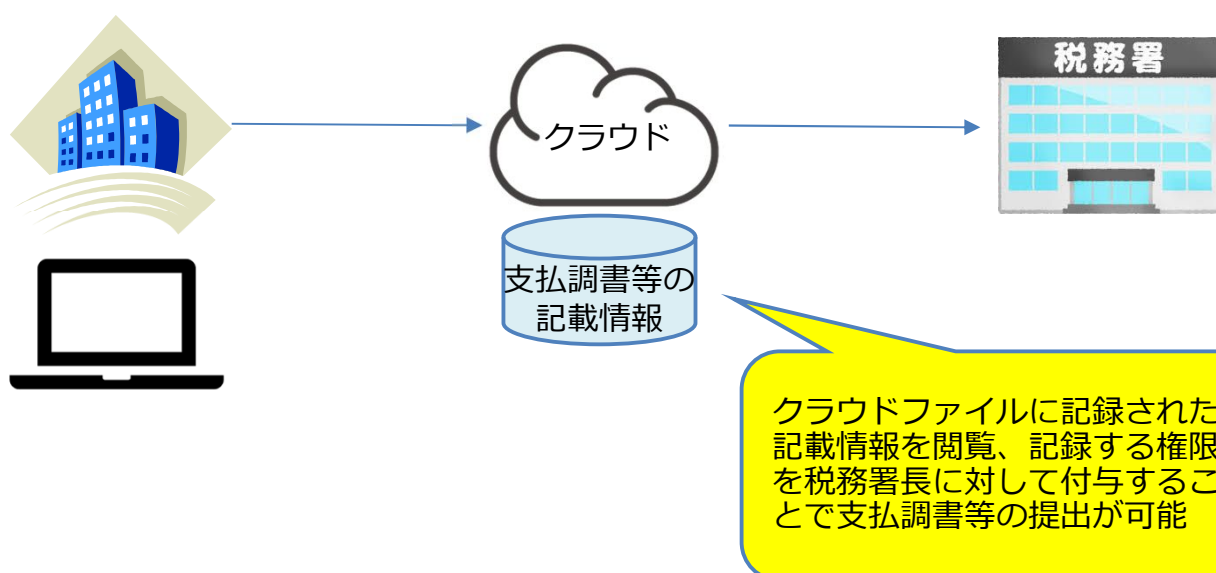 税務署
クラウド
支払調書等の
記載情報
クラウドファイルに記録された
記載情報を閲覧、記録する権限
を税務署長に対して付与するこ
とで支払調書等の提出が可能